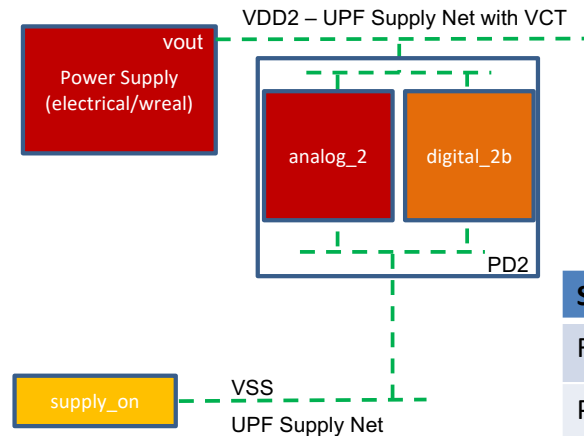 VDD2 – UPF Supply Net with VCT
vout
Power Supply
(electrical/wreal)
analog_2
digital_2b
PD2
VSS
supply_on
UPF Supply Net